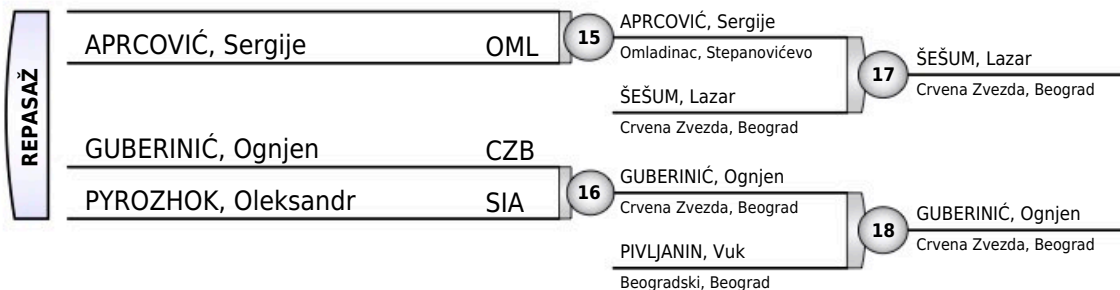 REPASAŽ
APRCOVIĆ, Sergije OML
GUBERINIĆ, Ognjen CZB
PYROZHOK, Oleksandr SIA
15
16
APRCOVIĆ, Sergije
Omladinac, Stepanovićevo
ŠEŠUM, Lazar
Crvena Zvezda, Beograd
GUBERINIĆ, Ognjen
Crvena Zvezda, Beograd
PIVLJANIN, Vuk
Beogradski, Beograd
17
18
ŠEŠUM, Lazar
Crvena Zvezda, Beograd
GUBERINIĆ, Ognjen
Crvena Zvezda, Beograd